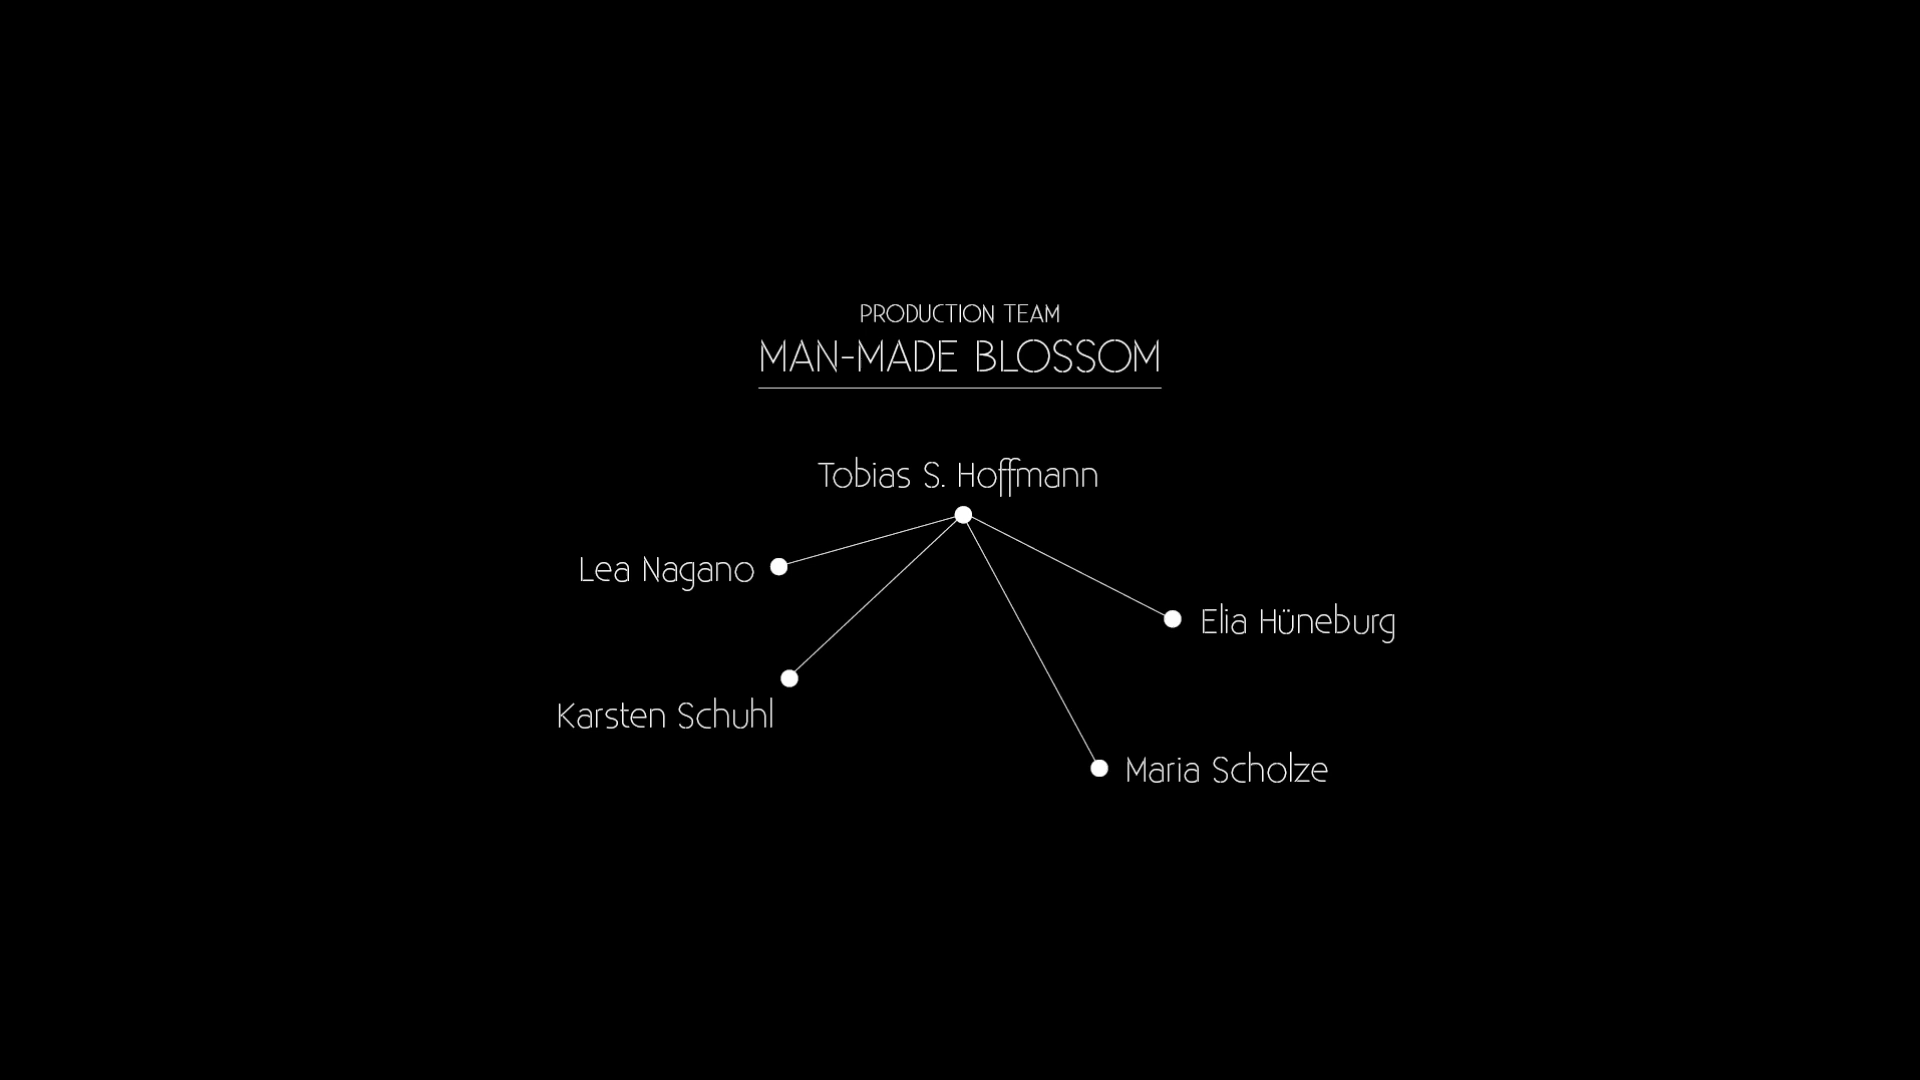 PRODUCTION TEAM
MAN-MADE BLOSSOM
Tobias S. Hoffmann
Lea Nagano
Elia Hüneburg
Karsten Schuhl
Maria Scholze